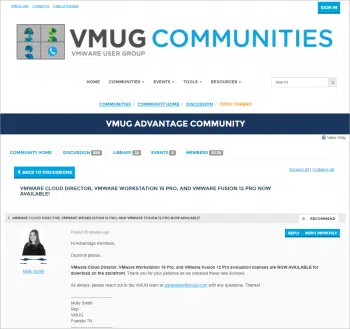 VMUG.com Contact Us Code of Conduct
SIGN IN
VMUG COMMUNITIES
VMWARE USER GROUP
HOME COMMUNITIES EVENTS TOOLS RESOURCES
Search
COMMUNITIES / COMMUNITY HOME / DISCUSSION / TOPIC THREAD
VMUG ADVANTAGE COMMUNITY
View Only
COMMUNITY HOME DISCUSSION LIBRARY EVENTS MEMBERS
BACK TO DISCUSSIONS
Expand all | Collapse all
VMWARE CLOUD DIRECTOR, VMWARE WORKSTATION 16 PRO, AND VMWARE FUSION 12 PRO NOW
AVAILABLE!
1. VMWARE CLOUD DIRECTOR, VMWARE WORKSTATION 16 PRO, AND VMWARE FUSION 12 PRO NOW AVAILABLE!
0 RECOMMEND
Posted 35 minutes ago
REPLY REPLY PRIVATELY
Hi Advantage members,
Drumroll please...
VMware Cloud Director, VMware Workstation 16 Pro, and VMware Fusion 12 Pro evaluation licenses are NOW AVAILABLE for
download on the storefront. Thank you for your patience as we released these new licenses.
As always, please reach out to the VMUG team at advantage@vmug.com with any questions. Thanks!
Molly Smith
Molly Smith
Rep
VMUG
Franklin TN